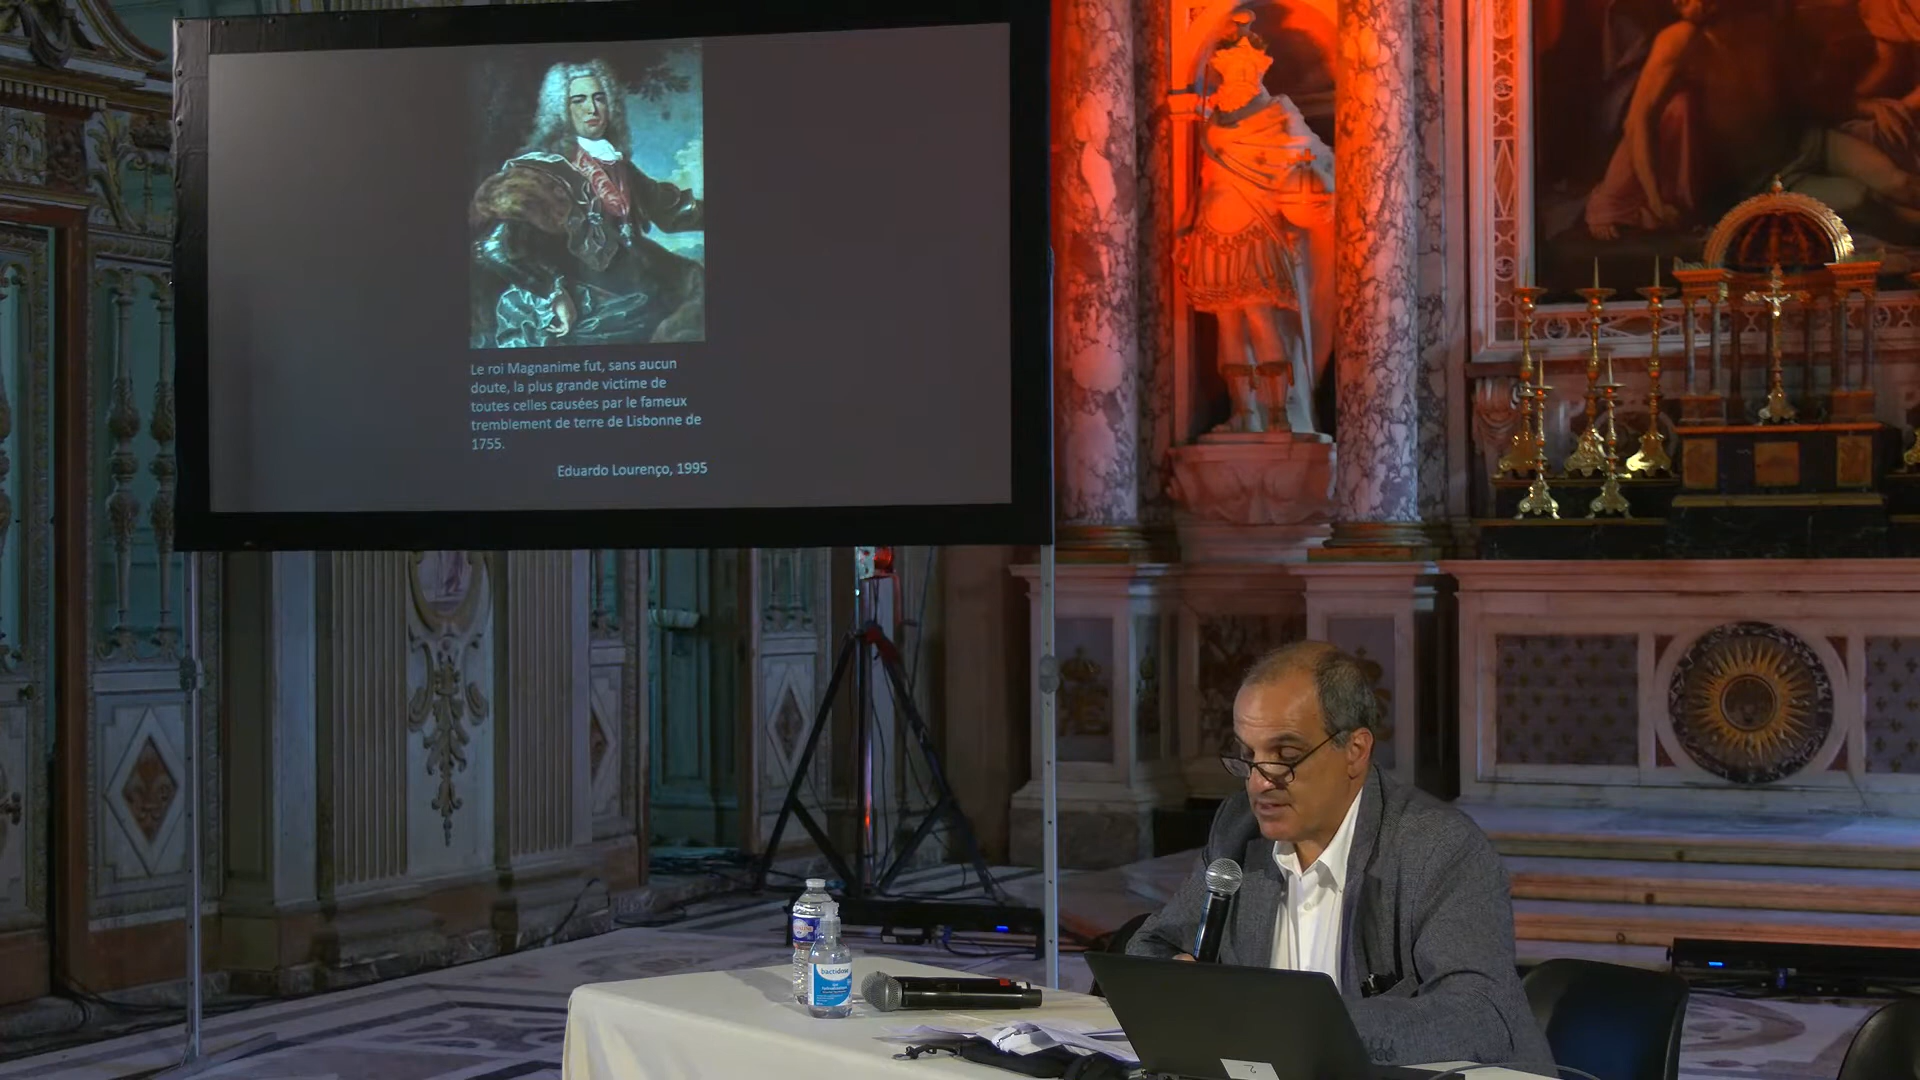 Le roi Magnanime fut, sans aucun
doute, la plus grande victime de
toutes celles causées par le fameux
tremblement de terre de Lisbonne de
1755.
Eduardo Lourenço, 1995
bactidose